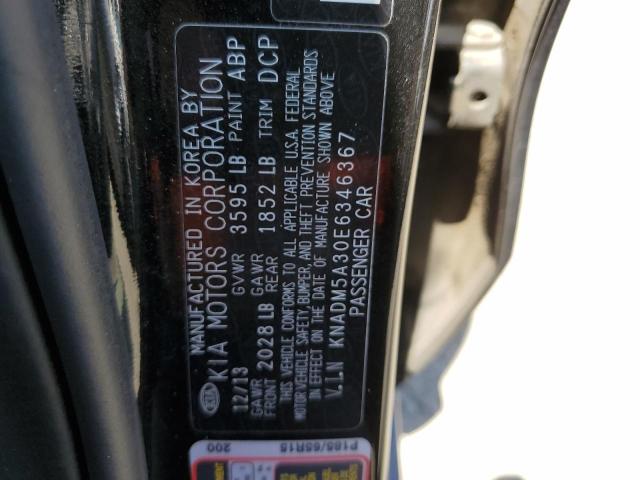 MANUFACTURED IN KOREA BY
KIA MOTORS CORPORATION
12/13 GVWR 3595 LB PAINT ABP
GAWR FRONT 2028 LB GAWR REAR 1852 LB TRIM DCP
THIS VEHICLE CONFORMS TO ALL APPLICABLE U.S.A. FEDERAL
MOTOR VEHICLE SAFETY, BUMPER, AND THEFT PREVENTION STANDARDS
IN EFFECT ON THE DATE OF MANUFACTURE SHOWN ABOVE
V.I.N KNADM5A30E6346367
PASSENGER CAR
200
P185/65R15